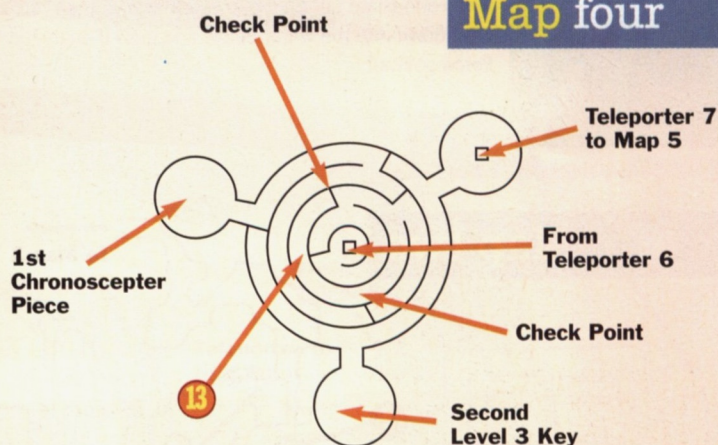 Map four
Check Point
Teleporter 7
to Map 5
1st
Chronoscepter
Piece
From
Teleporter 6
Check Point
13
Second
Level 3 Key